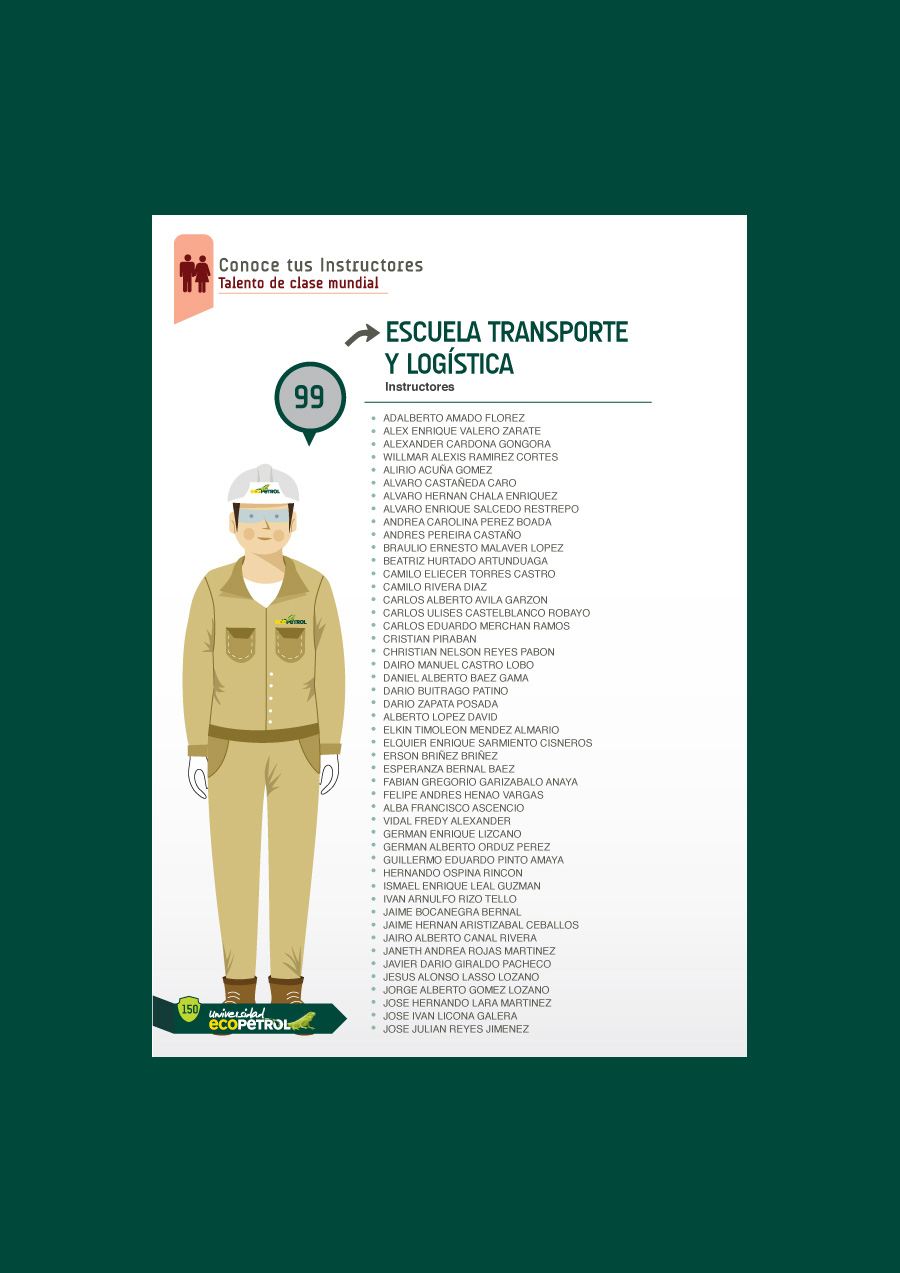 Conoce tus Instructores
Talento de clase mundial
ESCUELA TRANSPORTE
Y LOGÍSTICA
Instructores
99
ADALBERTO AMADO FLOREZ
ALEX ENRIQUE VALERO ZARATE
ALEXANDER CARDONA GONGORA
WILLMAR ALEXIS RAMIREZ CORTES
ALIRIO ACUÑA GOMEZ
ALVARO CASTAÑEDA CARO
ALVARO HERNAN CHALA ENRIQUEZ
ALVARO ENRIQUE SALCEDO RESTREPO
ANDREA CAROLINA PEREZ BOADA
ANDRES PEREIRA CASTAÑO
BRAULIO ERNESTO MALAVER LOPEZ
BEATRIZ HURTADO ARTUNDUAGA
CAMILO ELIECER TORRES CASTRO
CAMILO RIVERA DIAZ
CARLOS ALBERTO AVILA GARZON
CARLOS ULISES CASTELBLANCO ROBAYO
CARLOS EDUARDO MERCHAN RAMOS
CRISTIAN PIRABAN
CHRISTIAN NELSON REYES PABON
DAIRO MANUEL CASTRO LOBO
DANIEL ALBERTO BAEZ GAMA
DARIO BUITRAGO PATINO
DARIO ZAPATA POSADA
ALBERTO LOPEZ DAVID
ELKIN TIMOLEON MENDEZ ALMARIO
ELQUIER ENRIQUE SARMIENTO CISNEROS
ERSON BRIÑEZ BRIÑEZ
ESPERANZA BERNAL BAEZ
FABIAN GREGORIO GARIZABALO ANAYA
FELIPE ANDRES HENAO VARGAS
ALBA FRANCISCO ASCENCIO
VIDAL FREDY ALEXANDER
GERMAN ENRIQUE LIZCANO
GERMAN ALBERTO ORDUZ PEREZ
GUILLERMO EDUARDO PINTO AMAYA
HERNANDO OSPINA RINCON
ISMAEL ENRIQUE LEAL GUZMAN
IVAN ARNULFO RIZO TELLO
JAIME BOCANEGRA BERNAL
JAIME HERNAN ARISTIZABAL CEBALLOS
JAIRO ALBERTO CANAL RIVERA
JANETH ANDREA ROJAS MARTINEZ
JAVIER DARIO GIRALDO PACHECO
JESUS ALONSO LASSO LOZANO
JORGE ALBERTO GOMEZ LOZANO
JOSE HERNANDO LARA MARTINEZ
JOSE IVAN LICONA GALERA
JOSE JULIAN REYES JIMENEZ
ecoPETROL
ecoPETROL
150
universidad
ecoPETROL